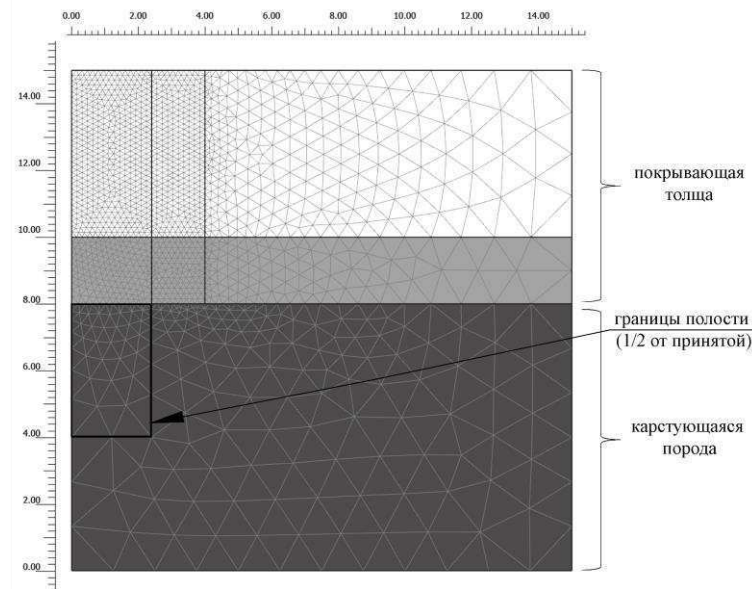 0.00 2.00 4.00 6.00 8.00 10.00 12.00 14.00
14.00
12.00
10.00
8.00
6.00
4.00
2.00
0.00
покрывающая
толща
границы полости
(1/2 от принятой)
карстующаяся
порода